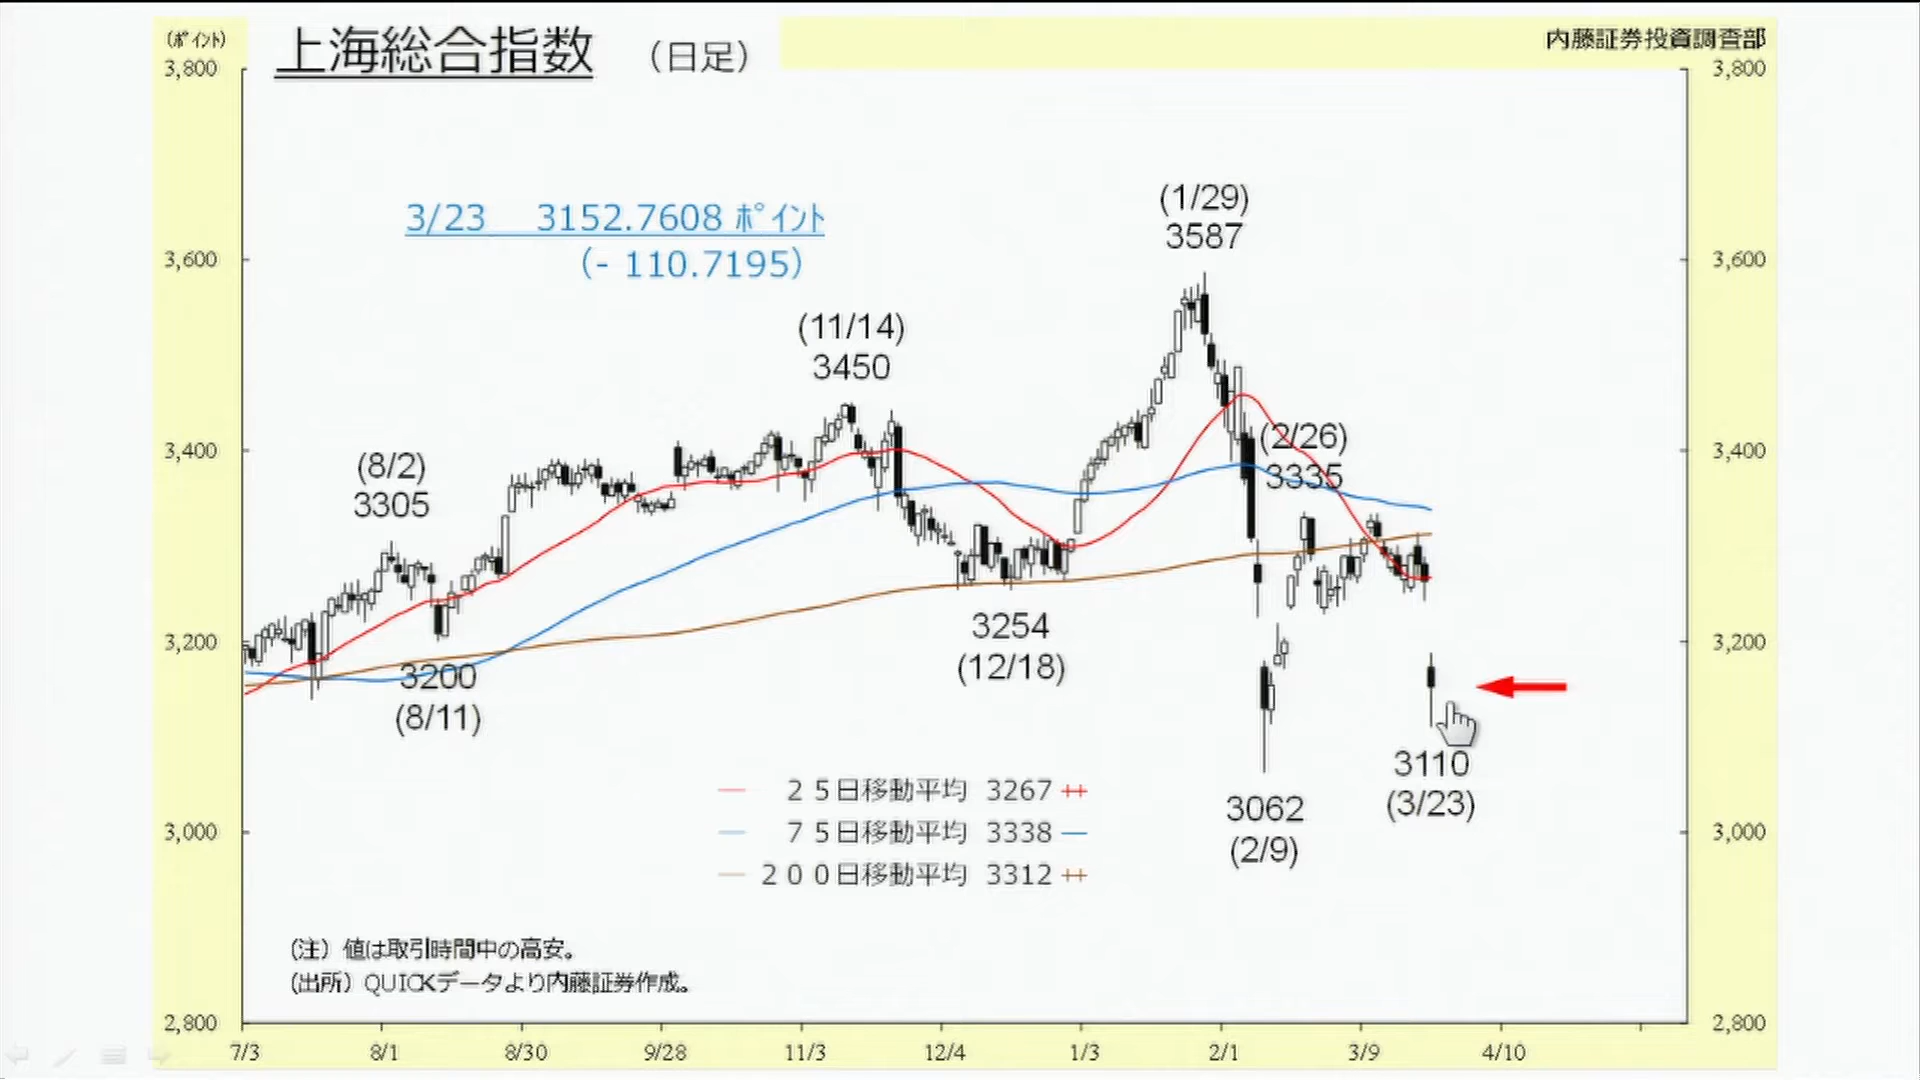 (ﾎﾟｲﾝﾄ)
上海総合指数 （日足）
内藤証券投資調査部
3,800
3,800
(1/29)
3587
3/23 3152.7608 ﾎﾟｲﾝﾄ
（- 110.7195）
3,600
3,600
(11/14)
3450
(8/2)
3305
3,400
(2/26)
3335
3,400
3,200
3,200
3254
(12/18)
3200
(8/11)
3110
(3/23)
3062
(2/9)
２５日移動平均 3267
７５日移動平均 3338
２００日移動平均 3312
3,000
3,000
（注）値は取引時間中の高安。
（出所）QUICKデータより内藤証券作成。
2,800
2,800
7/3 8/1 8/30 9/28 11/3 12/4 1/3 2/1 3/9 4/10